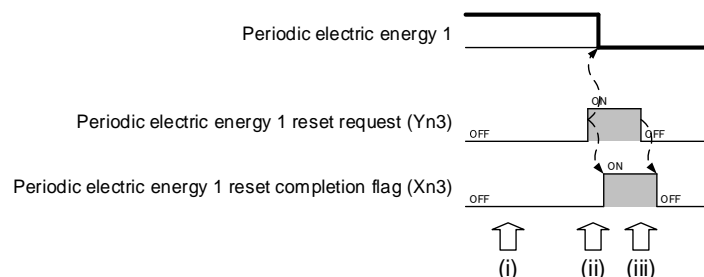 Periodic electric energy 1
ON
Periodic electric energy 1 reset request (Yn3)
OFF
OFF
ON
Periodic electric energy 1 reset completion flag (Xn3)
OFF
OFF
(i)
(ii)
(iii)